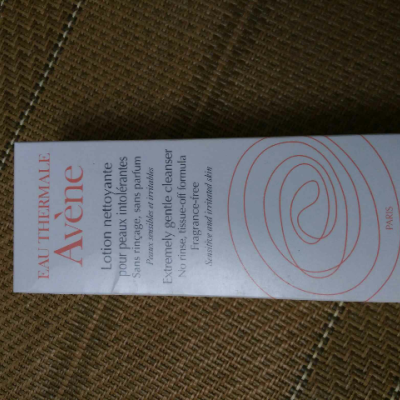 EAU THERMALE
Avène
Lotion nettoyante
pour peaux intolérantes
Sans rinçage, sans parfum
Peaux sensibles et irritables
Extremely gentle cleanser
No rinse, tissue-off formula
Fragrance-free
Sensitive and irritated skin
PARIS